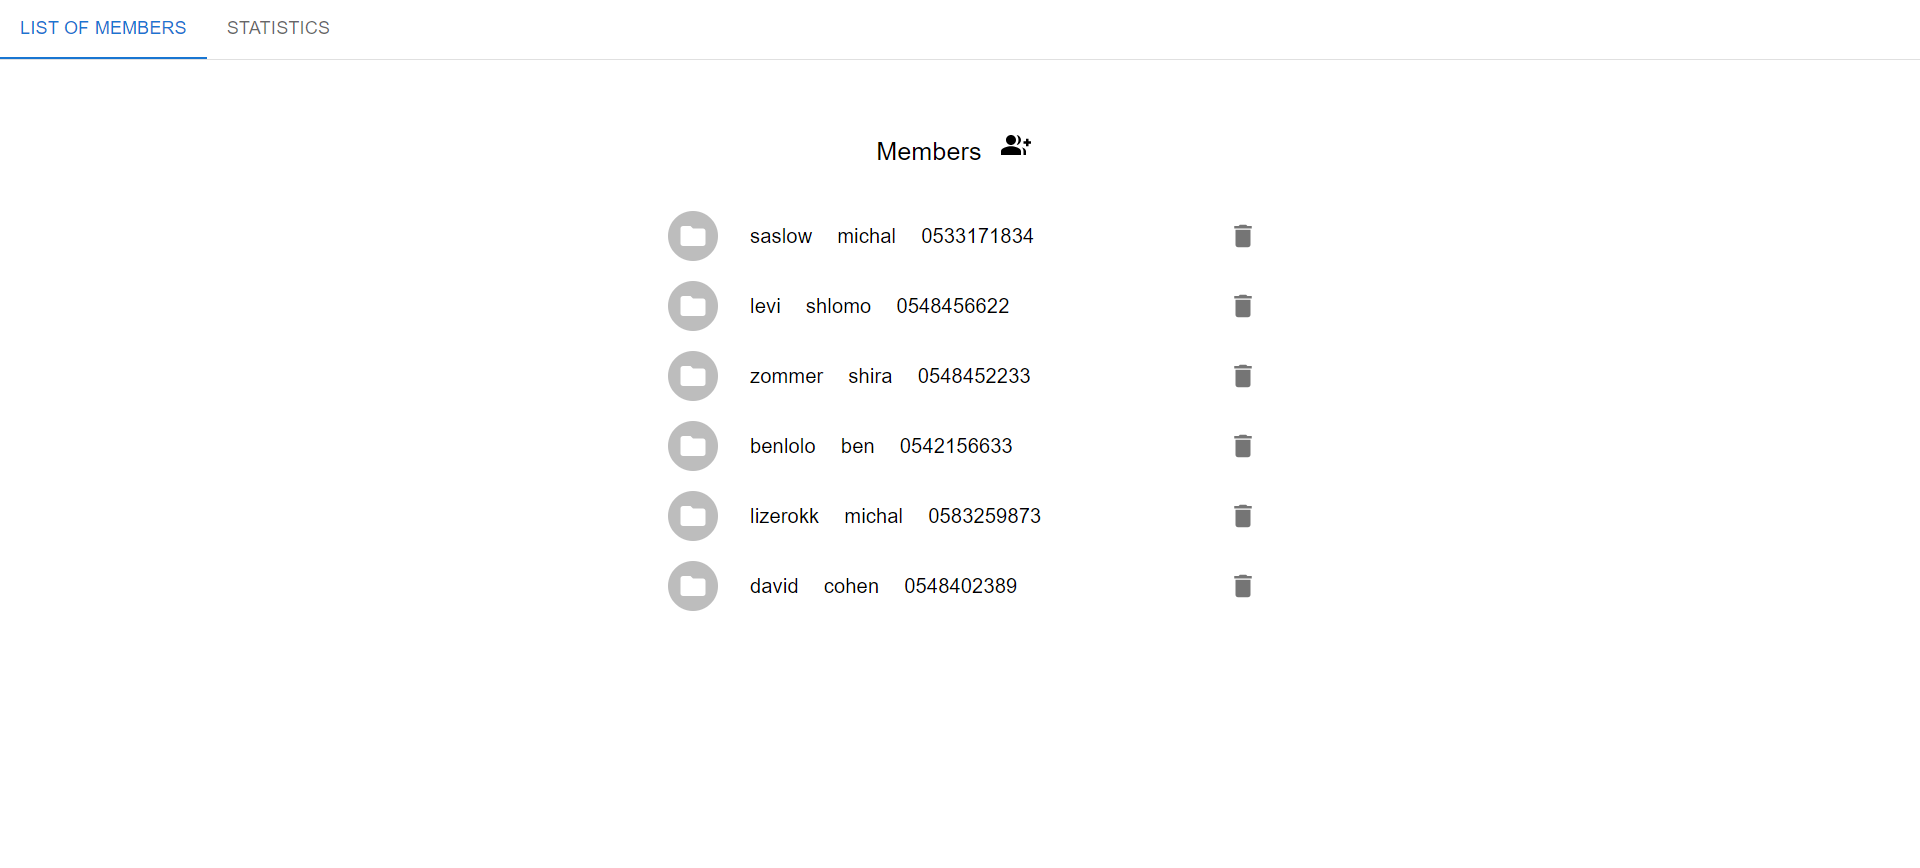 LIST OF MEMBERS STATISTICS
Members
saslow michal 0533171834
levi shlomo 0548456622
zommer shira 0548452233
benlolo ben 0542156633
lizerokk michal 0583259873
david cohen 0548402389